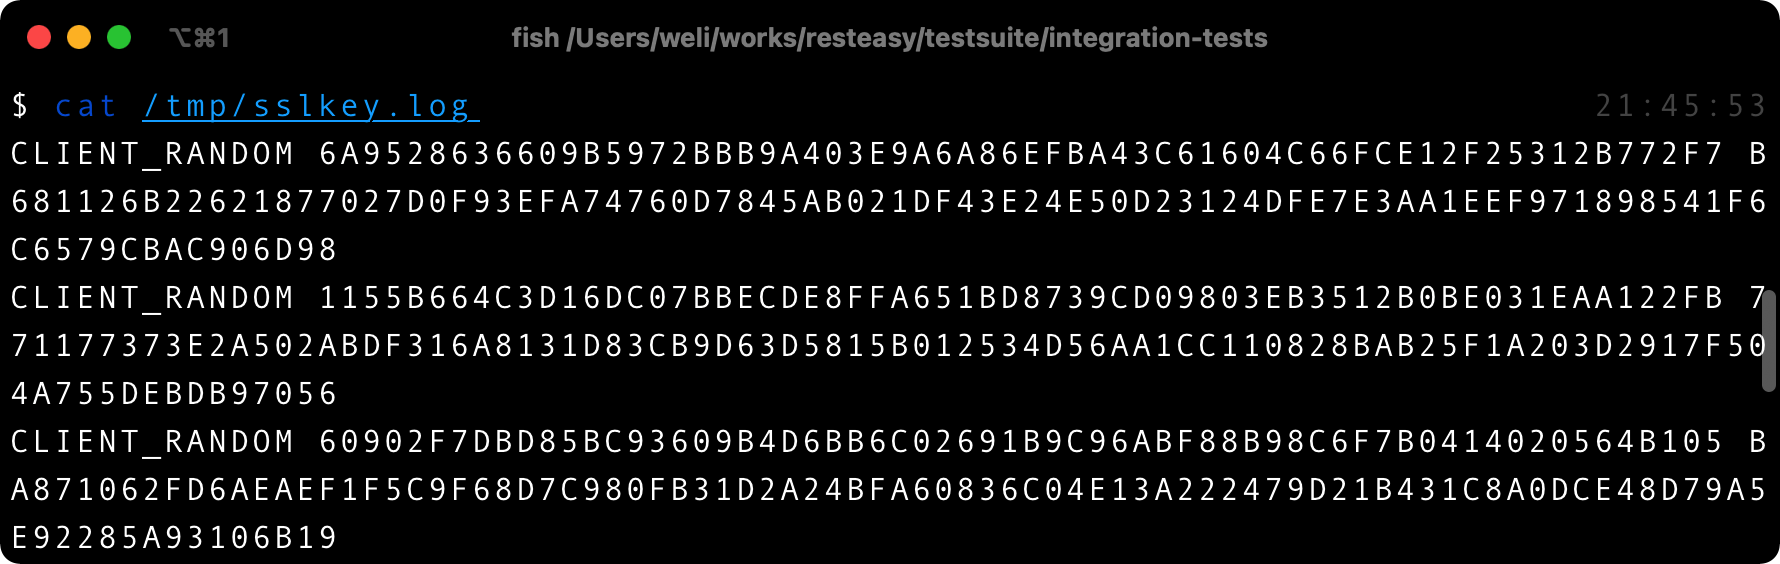 ⌥⌘1 fish /Users/weli/works/resteasy/testsuite/integration-tests
$ cat /tmp/sslkey.log 21:45:53
CLIENT_RANDOM 6A9528636609B5972BBB9A403E9A6A86EFBA43C61604C66FCE12F25312B772F7 B
681126B22621877027D0F93EFA74760D7845AB021DF43E24E50D23124DFE7E3AA1EEF971898541F6
C6579CBAC906D98
CLIENT_RANDOM 1155B664C3D16DC07BBECDE8FFA651BD8739CD09803EB3512B0BE031EAA122FB 7
71177373E2A502ABDF316A8131D83CB9D63D5815B012534D56AA1CC110828BAB25F1A203D2917F50
4A755DEBDB97056
CLIENT_RANDOM 60902F7DBD85BC93609B4D6BB6C02691B9C96ABF88B98C6F7B0414020564B105 B
A871062FD6AEAEF1F5C9F68D7C980FB31D2A24BFA60836C04E13A222479D21B431C8A0DCE48D79A5
E92285A93106B19